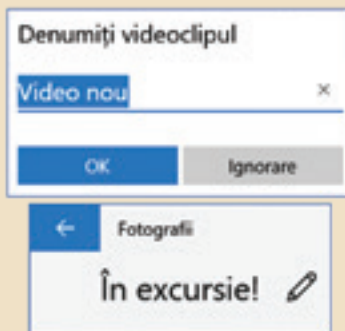 Denumiți videoclipul
Video nou
OK Ignorare
Fotografii
În excursie!